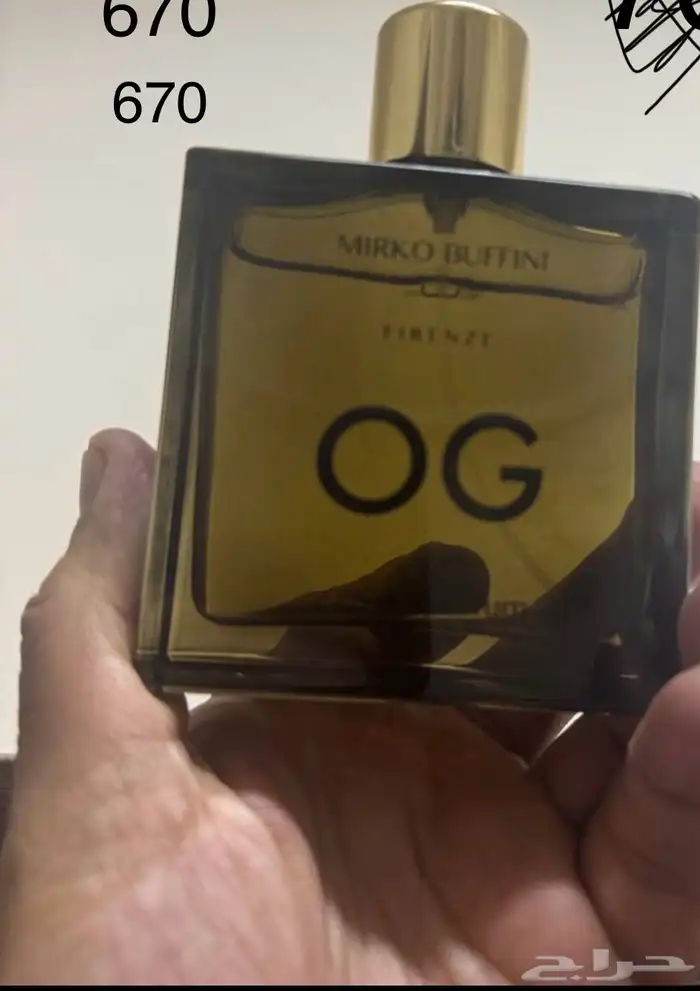 670
670
MIRKO BUFFINI
FIRENZE
OG
حراج